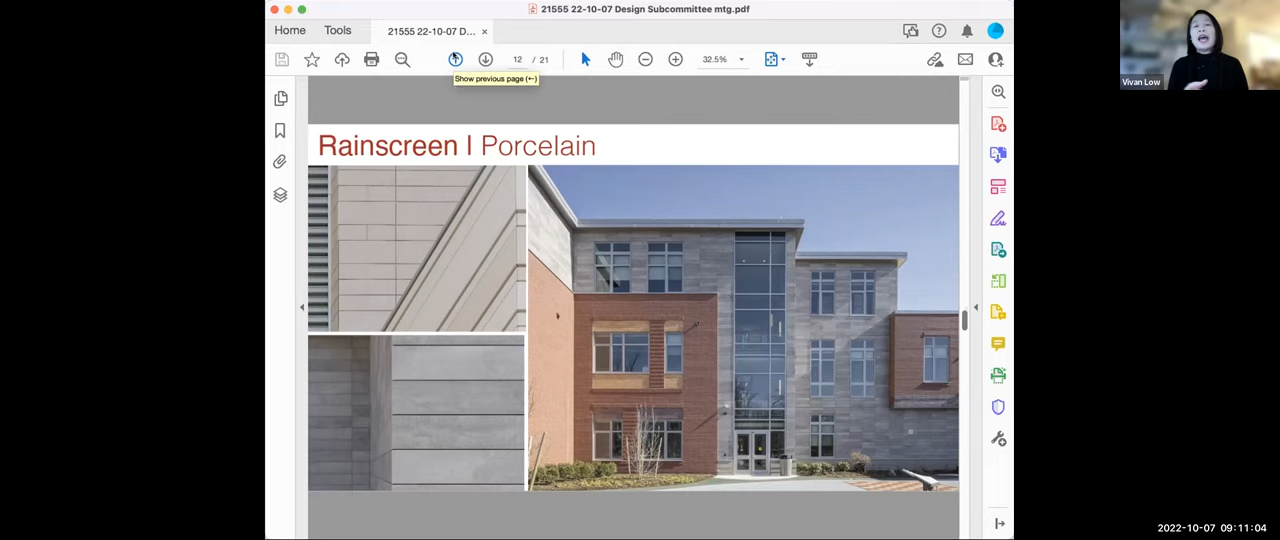 21555 22-10-07 Design Subcommittee mtg.pdf
Home
Tools
21555 22-10-07 D...
12 / 21
32.5%
Show previous page (←)
Rainscreen | Porcelain
Vivan Low
2022-10-07 09:11:04